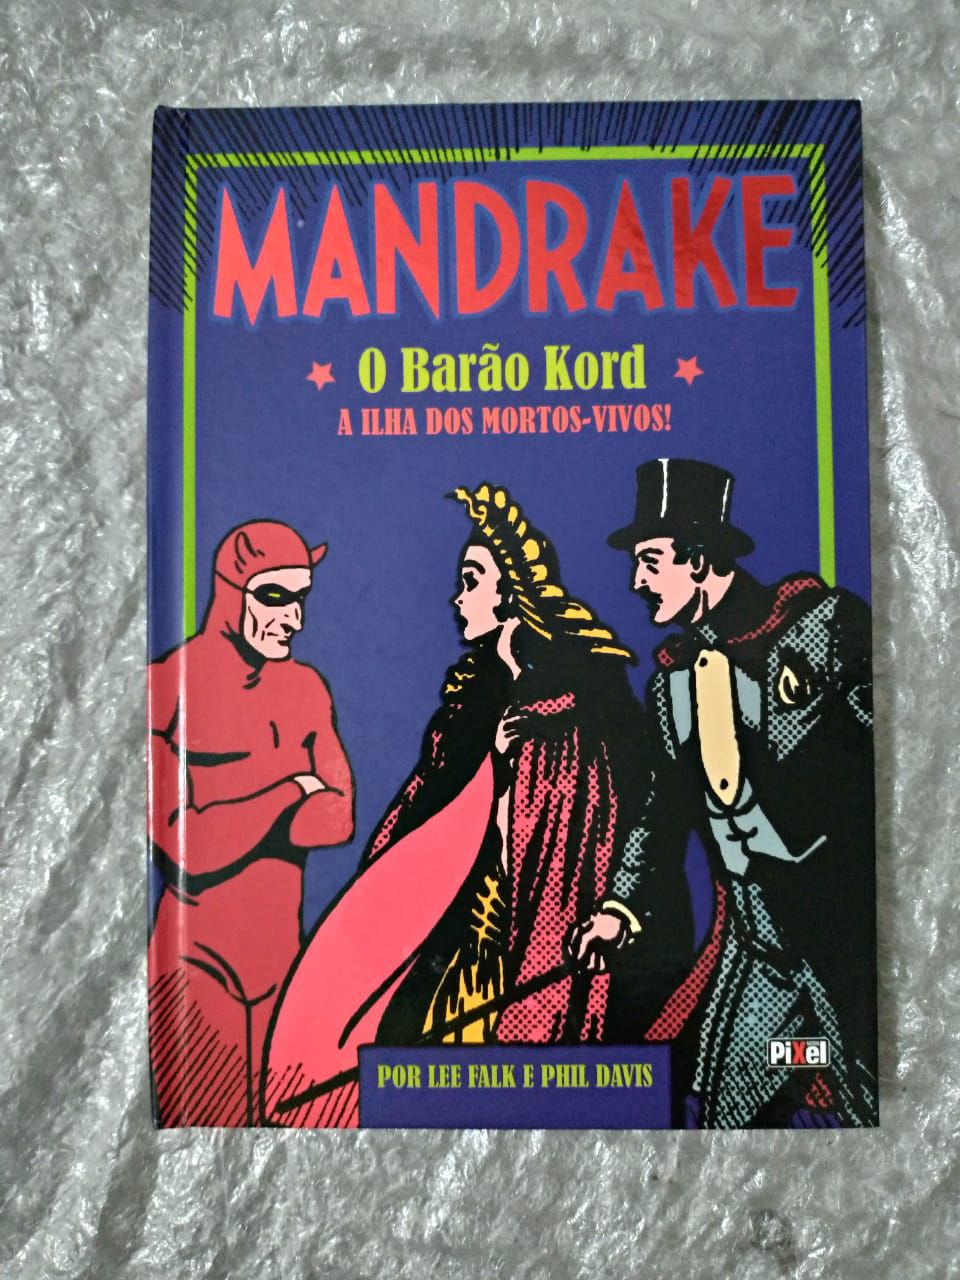 MANDRAKE
O Barão Kord
A ILHA DOS MORTOS-VIVOS!
POR LEE FALK E PHIL DAVIS
PiXel